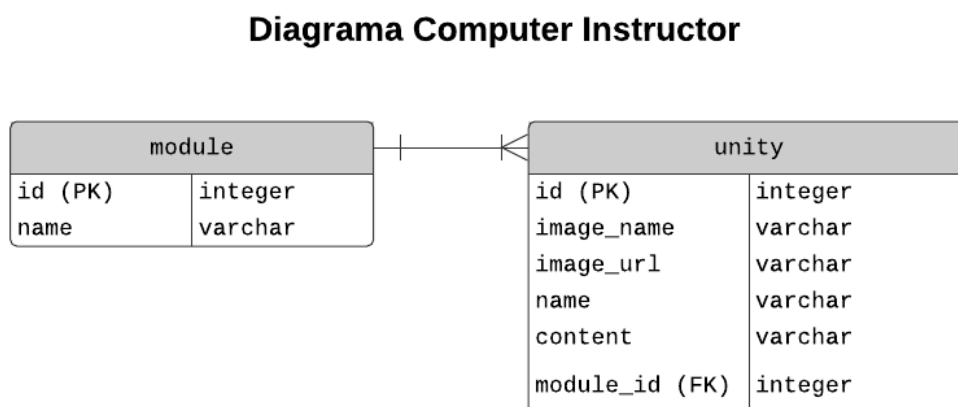 Diagrama Computer Instructor
module
id (PK) integer
name varchar
unity
id (PK) integer
image_name varchar
image_url varchar
name varchar
content varchar
module_id (FK) integer